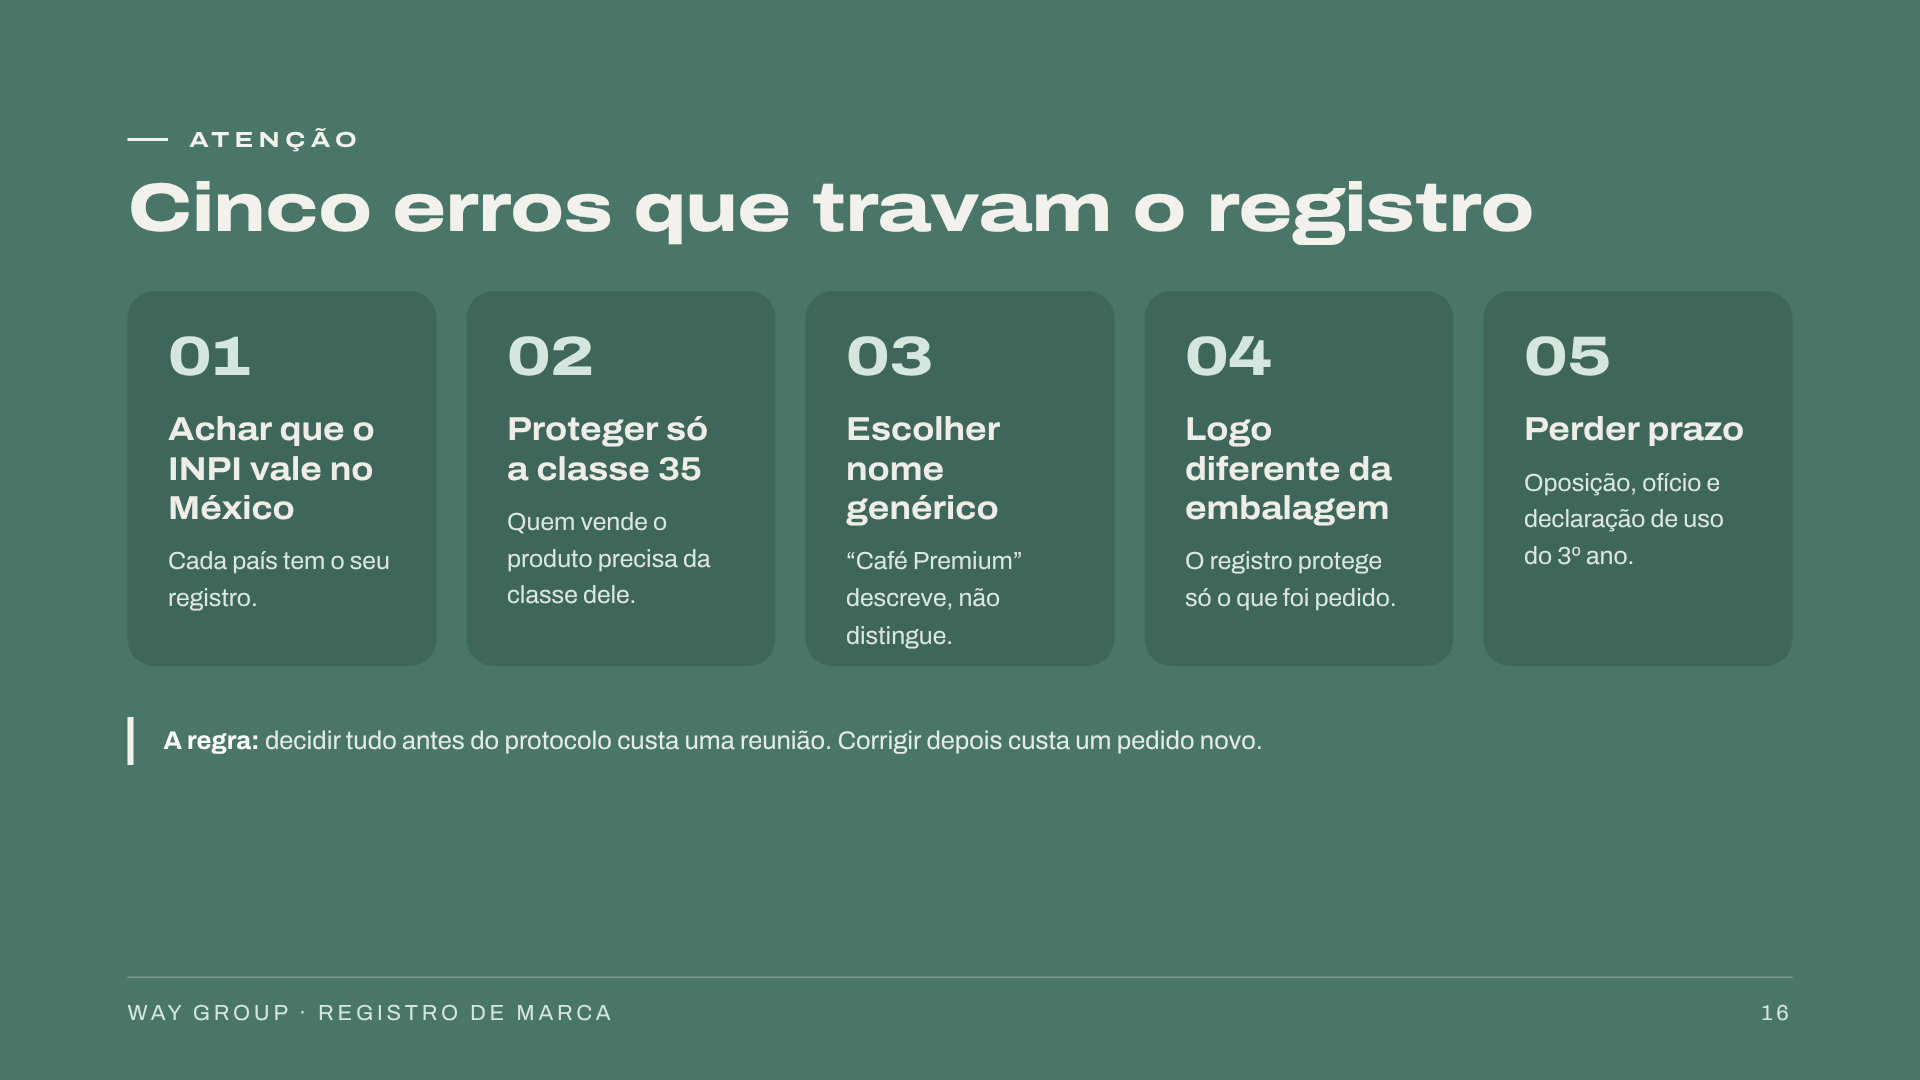 ATENÇÃO
Cinco erros que travam o registro
01
Achar que o
INPI vale no
México
Cada país tem o seu
registro.
02
Proteger só
a classe 35
Quem vende o
produto precisa da
classe dele.
03
Escolher
nome
genérico
“Café Premium”
descreve, não
distingue.
04
Logo
diferente da
embalagem
O registro protege
só o que foi pedido.
05
Perder prazo
Oposição, ofício e
declaração de uso
do 3º ano.
A regra: decidir tudo antes do protocolo custa uma reunião. Corrigir depois custa um pedido novo.
WAY GROUP · REGISTRO DE MARCA
16